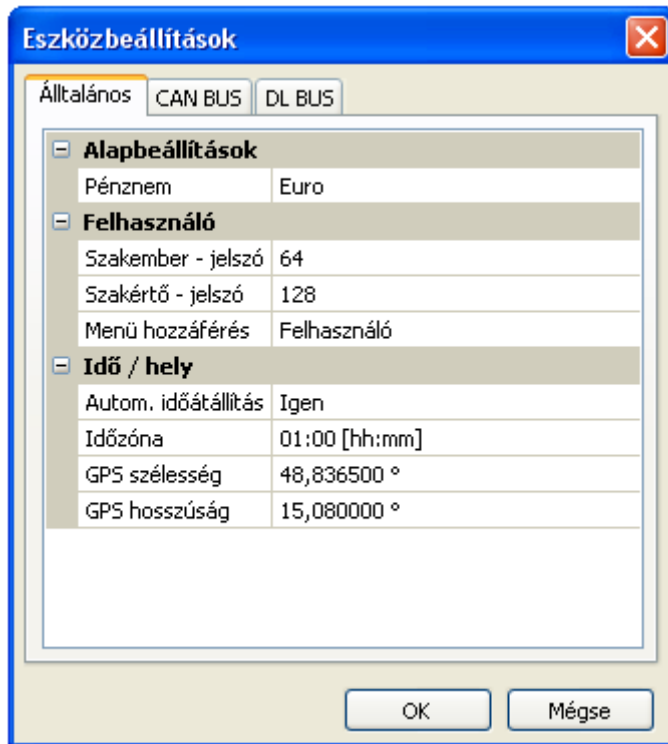 Eszközbeállítások
Álltalános CAN BUS DL BUS
Alapbeállítások
Pénznem Euro
Felhasználó
Szakember - jelszó 64
Szakértő - jelszó 128
Menü hozzáférés Felhasználó
Idő / hely
Autom. időátállítás Igen
Időzóna 01:00 [hh:mm]
GPS szélesség 48,836500 °
GPS hosszúság 15,080000 °
OK Mégse